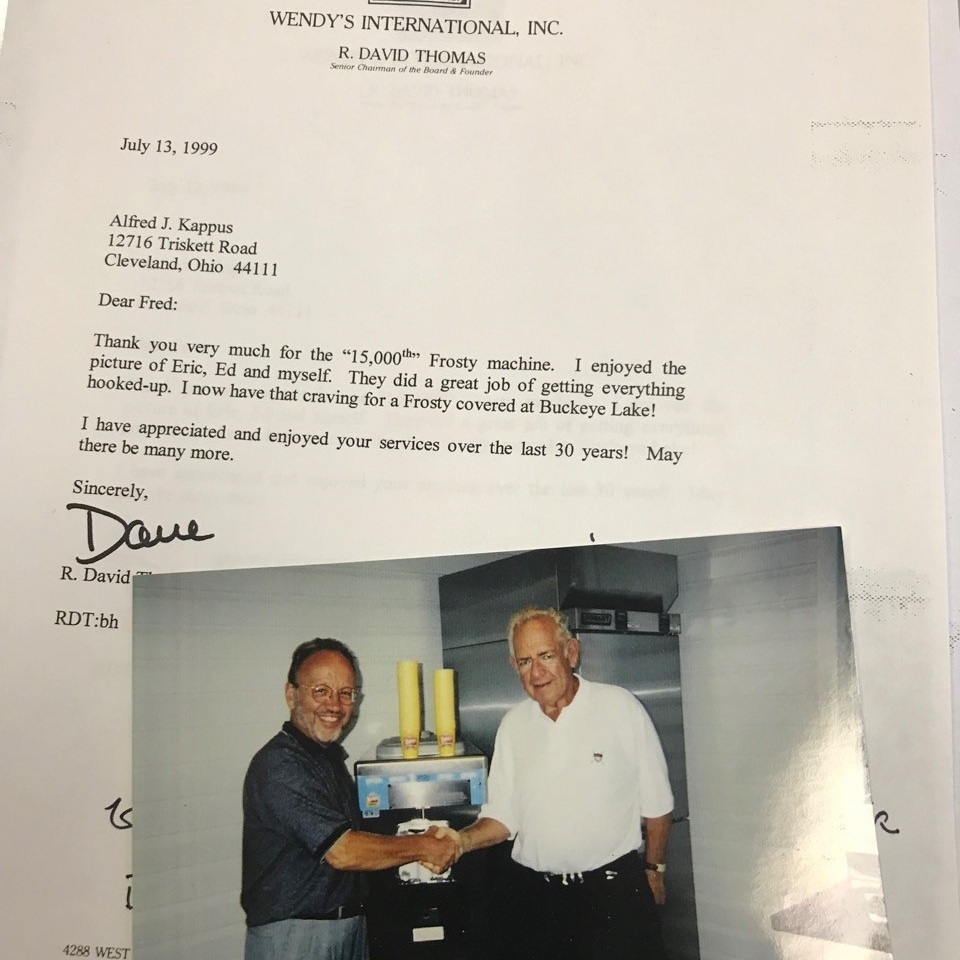 WENDY'S INTERNATIONAL, INC.
R. DAVID THOMAS
Senior Chairman of the Board & Founder
July 13, 1999
Alfred J. Kappus
12716 Triskett Road
Cleveland, Ohio 44111
Dear Fred:
Thank you very much for the "15,000th" Frosty machine. I enjoyed the
picture of Eric, Ed and myself. They did a great job of getting everything
hooked-up. I now have that craving for a Frosty covered at Buckeye Lake!
I have appreciated and enjoyed your services over the last 30 years! May
there be many more.
Sincerely,
Dave
R. David
RDT:bh
4288 WEST